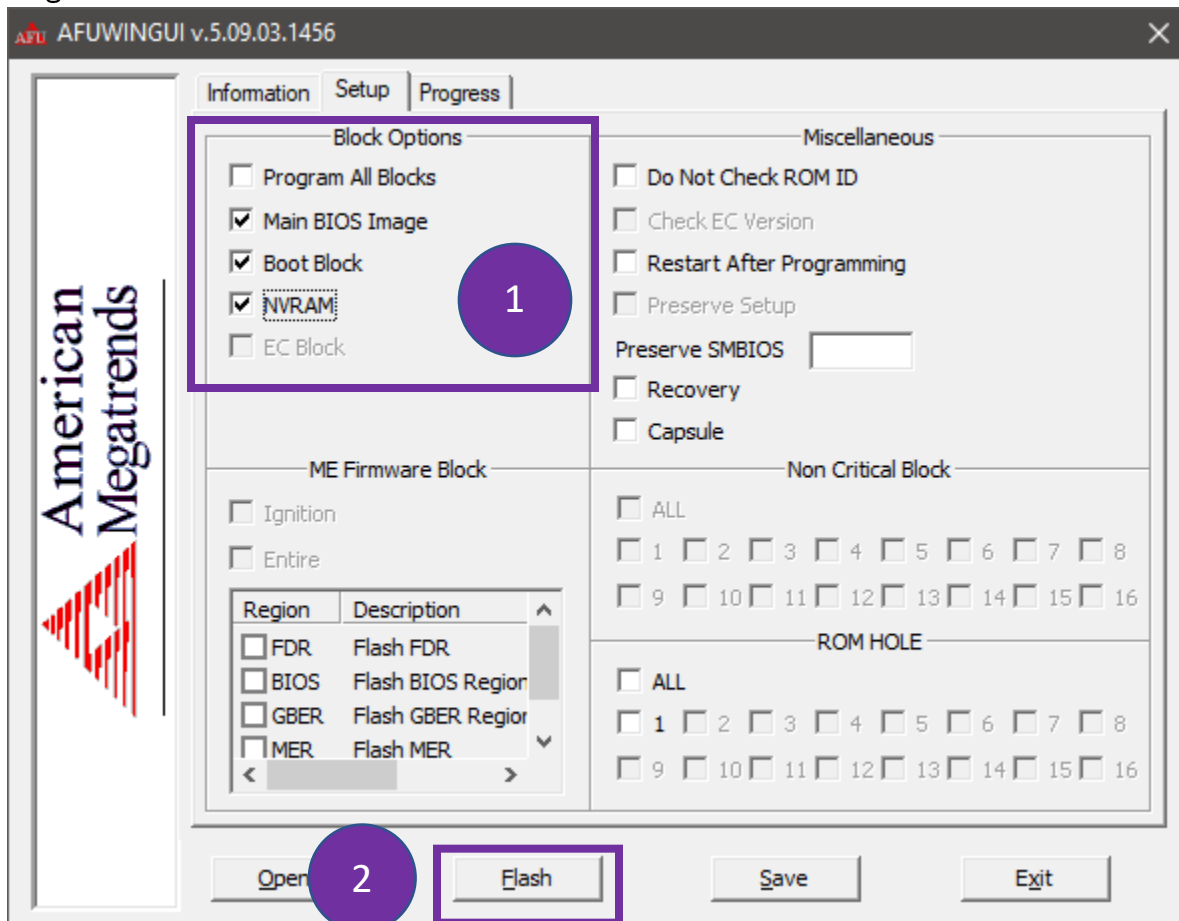 AFU AFUWINGUI v.5.09.03.1456
American
Megatrends
Information Setup Progress
Block Options
Program All Blocks
Main BIOS Image
Boot Block
NVRAM
EC Block
1
Miscellaneous
Do Not Check ROM ID
Check EC Version
Restart After Programming
Preserve Setup
Preserve SMBIOS
Recovery
Capsule
ME Firmware Block
Ignition
Entire
Region Description
FDR Flash FDR
BIOS Flash BIOS Region
GBER Flash GBER Region
MER Flash MER
Non Critical Block
ALL
1 2 3 4 5 6 7 8
9 10 11 12 13 14 15 16
ROM HOLE
ALL
1 2 3 4 5 6 7 8
9 10 11 12 13 14 15 16
Open 2 Flash Save Exit